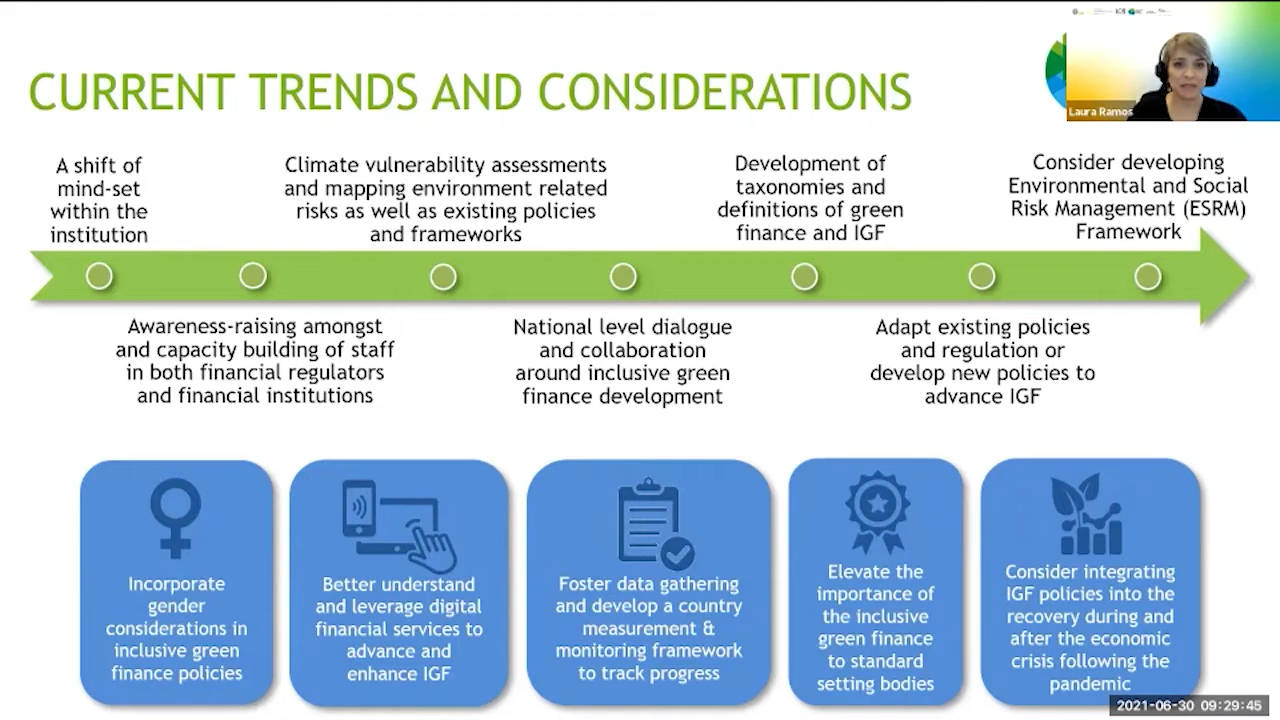 CURRENT TRENDS AND CONSIDERATIONS
Laura Ramos
A shift of
mind-set
within the
institution
Climate vulnerability assessments
and mapping environment related
risks as well as existing policies
and frameworks
Development of
taxonomies and
definitions of green
finance and IGF
Consider developing
Environmental and Social
Risk Management (ESRM)
Framework
Awareness-raising amongst
and capacity building of staff
in both financial regulators
and financial institutions
National level dialogue
and collaboration
around inclusive green
finance development
Adapt existing policies
and regulation or
develop new policies to
advance IGF
Incorporate
gender
considerations in
inclusive green
finance policies
Better understand
and leverage digital
financial services to
advance and
enhance IGF
Foster data gathering
and develop a country
measurement &
monitoring framework
to track progress
Elevate the
importance of
the inclusive
green finance
to standard
setting bodies
Consider integrating
IGF policies into the
recovery during and
after the economic
crisis following the
pandemic
2021-06-30 09:29:45